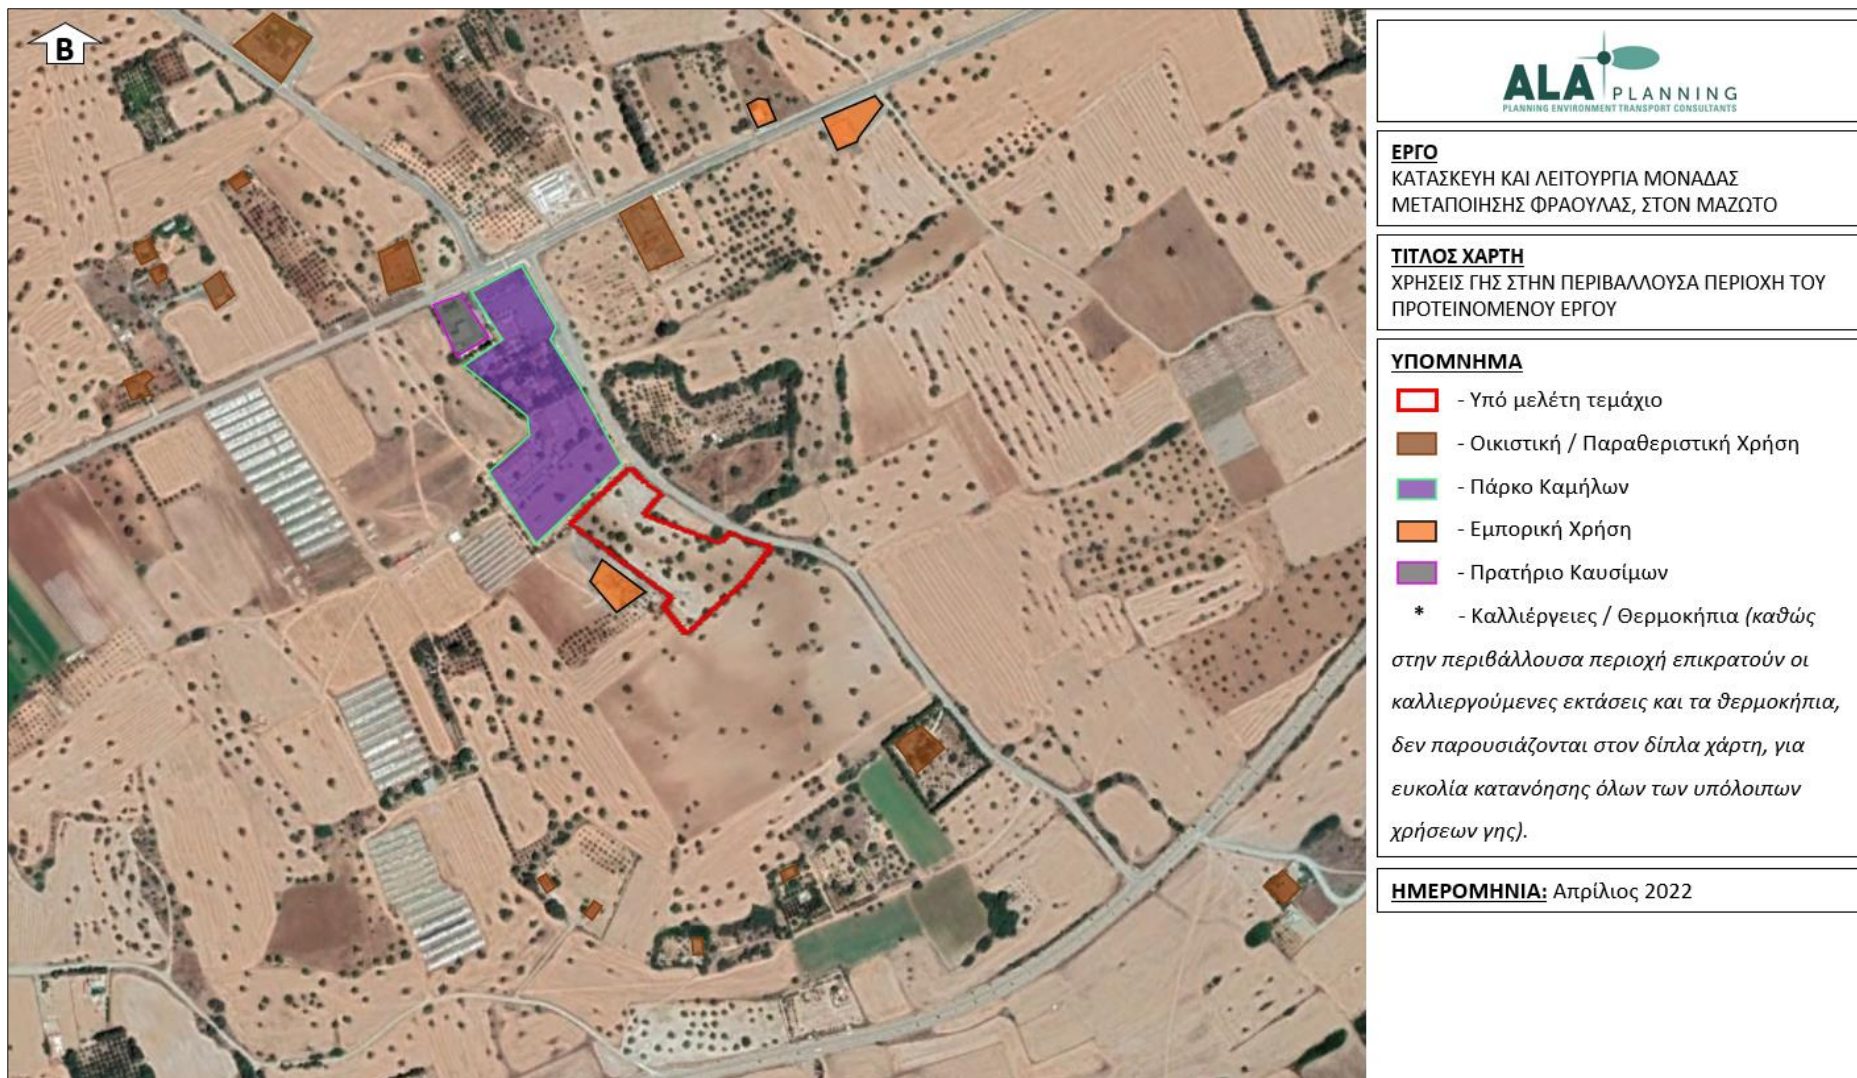 B
ALA PLANNING
PLANNING ENVIRONMENT TRANSPORT CONSULTANTS
ΕΡΓΟ
ΚΑΤΑΣΚΕΥΗ ΚΑΙ ΛΕΙΤΟΥΡΓΙΑ ΜΟΝΑΔΑΣ
ΜΕΤΑΠΟΙΗΣΗΣ ΦΡΑΟΥΛΑΣ, ΣΤΟΝ ΜΑΖΩΤΟ
ΤΙΤΛΟΣ ΧΑΡΤΗ
ΧΡΗΣΕΙΣ ΓΗΣ ΣΤΗΝ ΠΕΡΙΒΑΛΛΟΥΣΑ ΠΕΡΙΟΧΗ ΤΟΥ
ΠΡΟΤΕΙΝΟΜΕΝΟΥ ΕΡΓΟΥ
ΥΠΟΜΝΗΜΑ
- Υπό μελέτη τεμάχιο
- Οικιστική / Παραθεριστική Χρήση
- Πάρκο Καμήλων
- Εμπορική Χρήση
- Πρατήριο Καυσίμων
* - Καλλιέργειες / Θερμοκήπια (καθώς
στην περιβάλλουσα περιοχή επικρατούν οι
καλλιεργούμενες εκτάσεις και τα θερμοκήπια,
δεν παρουσιάζονται στον δίπλα χάρτη, για
ευκολία κατανόησης όλων των υπόλοιπων
χρήσεων γης).
ΗΜΕΡΟΜΗΝΙΑ: Απρίλιος 2022